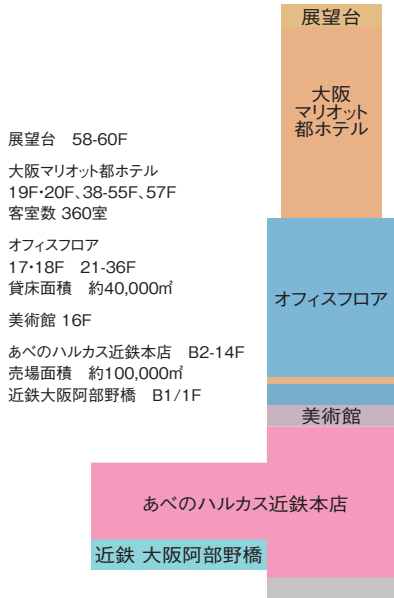 展望台
大阪
マリオット
都ホテル
展望台　58-60F
大阪マリオット都ホテル
19F・20F、38-55F、57F
客室数 360室
オフィスフロア
17・18F　21-36F
貸床面積　約40,000㎡
美術館 16F
あべのハルカス近鉄本店　B2-14F
売場面積　約100,000㎡
近鉄大阪阿部野橋　B1/1F
オフィスフロア
美術館
あべのハルカス近鉄本店
近鉄 大阪阿部野橋